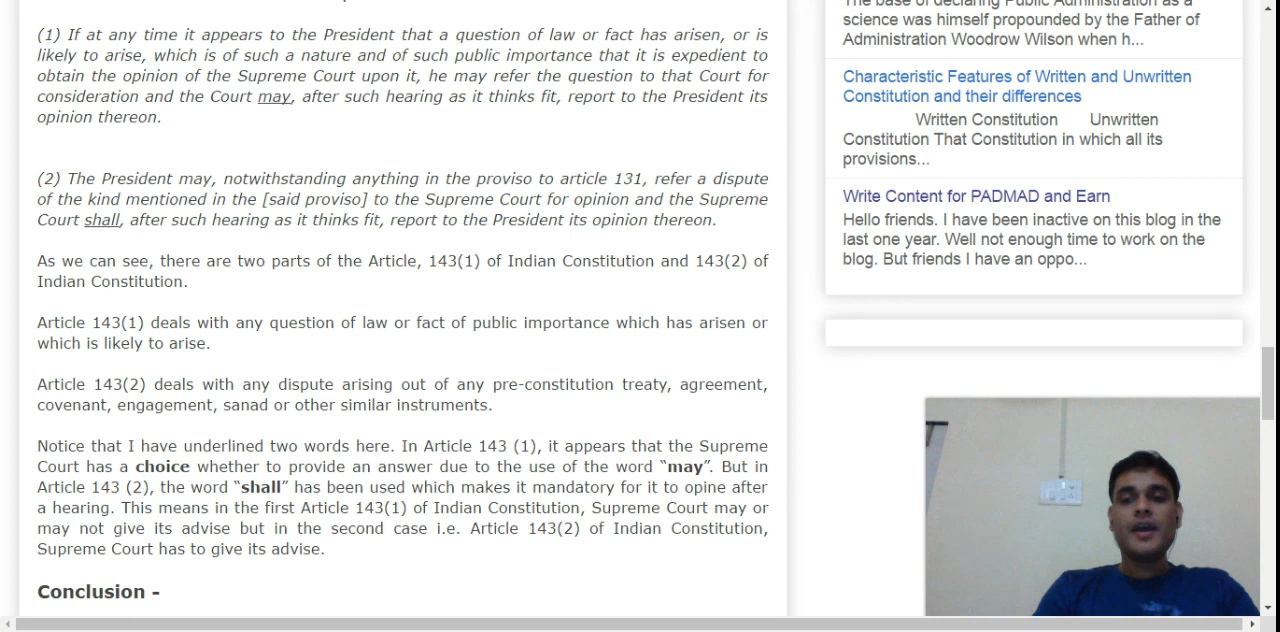 (1) If at any time it appears to the President that a question of law or fact has arisen, or is
likely to arise, which is of such a nature and of such public importance that it is expedient to
obtain the opinion of the Supreme Court upon it, he may refer the question to that Court for
consideration and the Court may, after such hearing as it thinks fit, report to the President its
opinion thereon.
(2) The President may, notwithstanding anything in the proviso to article 131, refer a dispute
of the kind mentioned in the [said proviso] to the Supreme Court for opinion and the Supreme
Court shall, after such hearing as it thinks fit, report to the President its opinion thereon.
As we can see, there are two parts of the Article, 143(1) of Indian Constitution and 143(2) of
Indian Constitution.
Article 143(1) deals with any question of law or fact of public importance which has arisen or
which is likely to arise.
Article 143(2) deals with any dispute arising out of any pre-constitution treaty, agreement,
covenant, engagement, sanad or other similar instruments.
Notice that I have underlined two words here. In Article 143 (1), it appears that the Supreme
Court has a choice whether to provide an answer due to the use of the word “may”. But in
Article 143 (2), the word “shall” has been used which makes it mandatory for it to opine after
a hearing. This means in the first Article 143(1) of Indian Constitution, Supreme Court may or
may not give its advise but in the second case i.e. Article 143(2) of Indian Constitution,
Supreme Court has to give its advise.
Conclusion -
The base of declaring Public Administration as a
science was himself propounded by the Father of
Administration Woodrow Wilson when h...
Characteristic Features of Written and Unwritten
Constitution and their differences
Written Constitution Unwritten
Constitution That Constitution in which all its
provisions...
Write Content for PADMAD and Earn
Hello friends. I have been inactive on this blog in the
last one year. Well not enough time to work on the
blog. But friends I have an oppo...